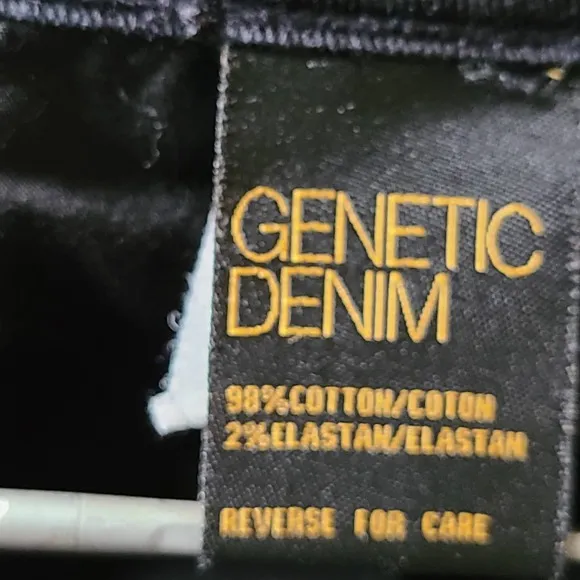 GENETIC
DENIM
98%COTTON/COTON
2%ELASTAN/ELASTAN
REVERSE FOR CARE